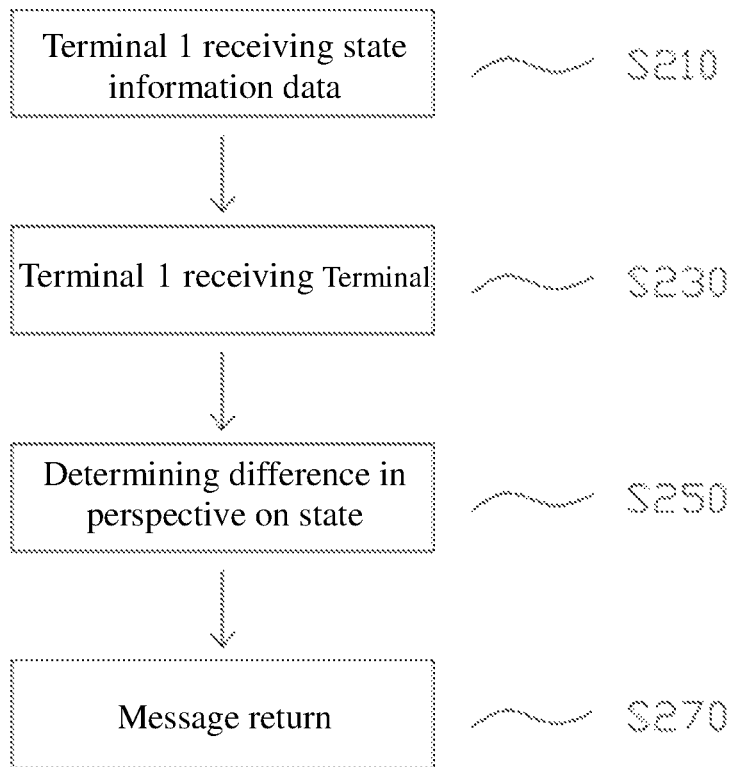 Terminal 1 receiving state
information data
S210
Terminal 1 receiving Terminal
S230
Determining difference in
perspective on state
S250
Message return
S270